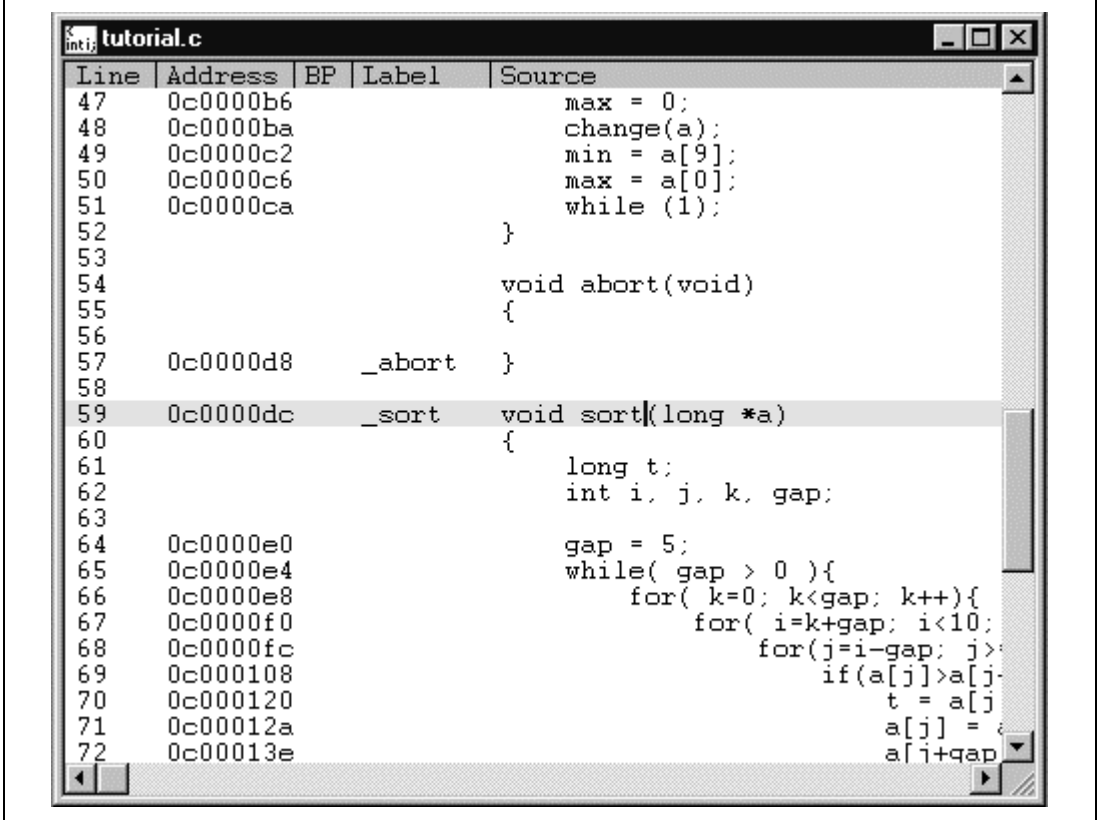 int i; tutorial.c
Line Address BP Label Source
47 0c0000b6 max = 0;
48 0c0000ba change(a);
49 0c0000c2 min = a[9];
50 0c0000c6 max = a[0];
51 0c0000ca while (1);
52 }
53
54 void abort(void)
55 {
56
57 0c0000d8 _abort }
58
59 0c0000dc _sort void sort(long *a)
60 {
61 long t;
62 int i, j, k, gap;
63
64 0c0000e0 gap = 5;
65 0c0000e4 while( gap > 0 ){
66 0c0000e8 for( k=0; k<gap; k++){
67 0c0000f0 for( i=k+gap; i<10;
68 0c0000fc for(j=i-gap; j>
69 0c000108 if(a[j]>a[j
70 0c000120 t = a[j
71 0c00012a a[j] =
72 0c00013e a[j+gap